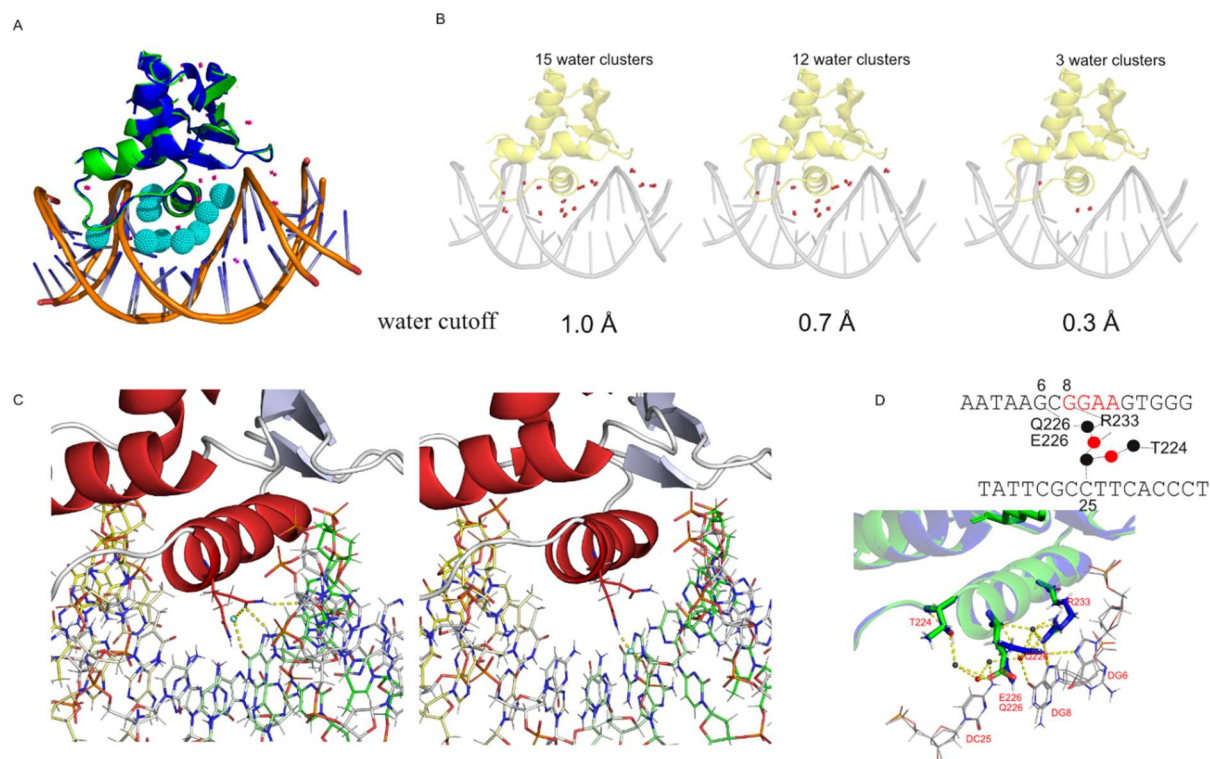 A
B
15 water clusters
12 water clusters
3 water clusters
water cutoff
1.0 Å
0.7 Å
0.3 Å
C
D
6 8
AATAAGCGGAAGTGGG
Q226
R233
E226
T224
TATTCGCCTTCACCCT
25
R233
T224
Q226
DG6
E226
Q226
DG8
DC25